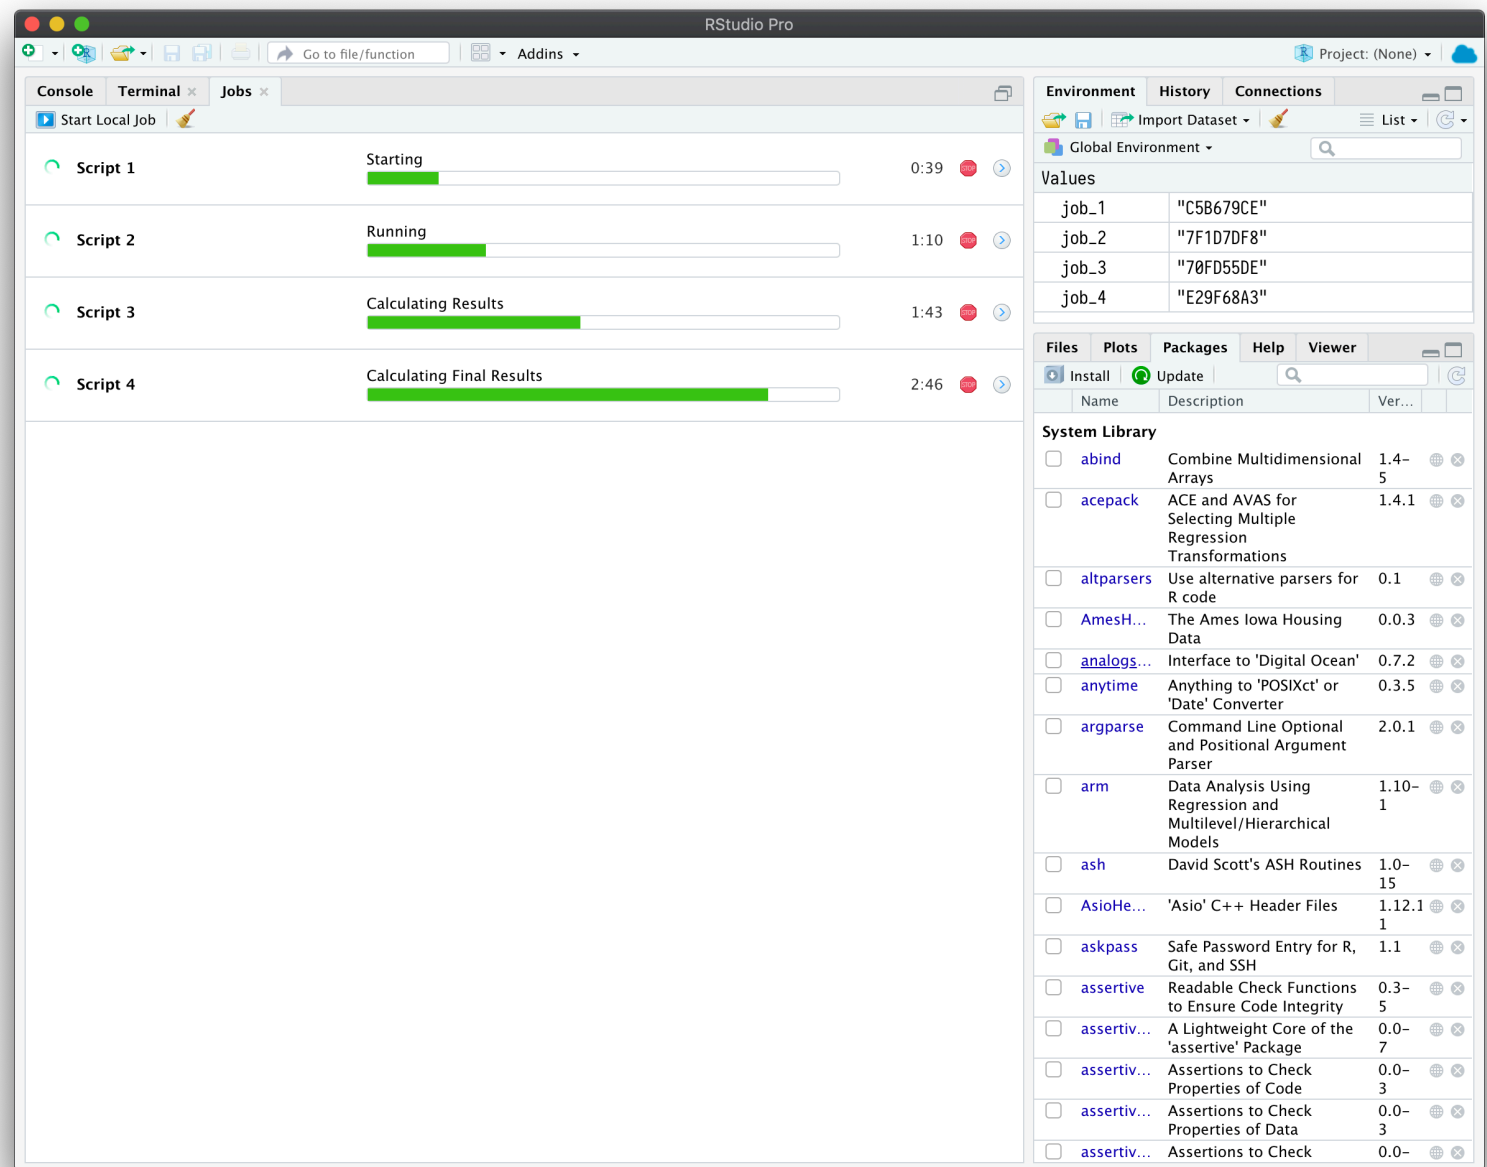 RStudio Pro
Go to file/function
Addins
Project: (None)
Console Terminal Jobs
Start Local Job
Script 1
Starting
0:39
STOP
Script 2
Running
1:10
STOP
Script 3
Calculating Results
1:43
STOP
Script 4
Calculating Final Results
2:46
STOP
Environment History Connections
Import Dataset List
Global Environment
Values
job_1 "C5B679CE"
job_2 "7F1D7DF8"
job_3 "70FD55DE"
job_4 "E29F68A3"
Files Plots Packages Help Viewer
Install Update
Name Description Ver...
System Library
abind Combine Multidimensional 1.4-
Arrays 5
acepack ACE and AVAS for 1.4.1
Selecting Multiple
Regression
Transformations
altparsers Use alternative parsers for 0.1
R code
AmesH... The Ames Iowa Housing 0.0.3
Data
analogs... Interface to 'Digital Ocean' 0.7.2
anytime Anything to 'POSIXct' or 0.3.5
'Date' Converter
argparse Command Line Optional 2.0.1
and Positional Argument
Parser
arm Data Analysis Using 1.10-
Regression and 1
Multilevel/Hierarchical
Models
ash David Scott's ASH Routines 1.0-
15
AsioHe... 'Asio' C++ Header Files 1.12.1
1
askpass Safe Password Entry for R, 1.1
Git, and SSH
assertive Readable Check Functions 0.3-
to Ensure Code Integrity 5
assertiv... A Lightweight Core of the 0.0-
'assertive' Package 7
assertiv... Assertions to Check 0.0-
Properties of Code 3
assertiv... Assertions to Check 0.0-
Properties of Data 3
assertiv... Assertions to Check 0.0-